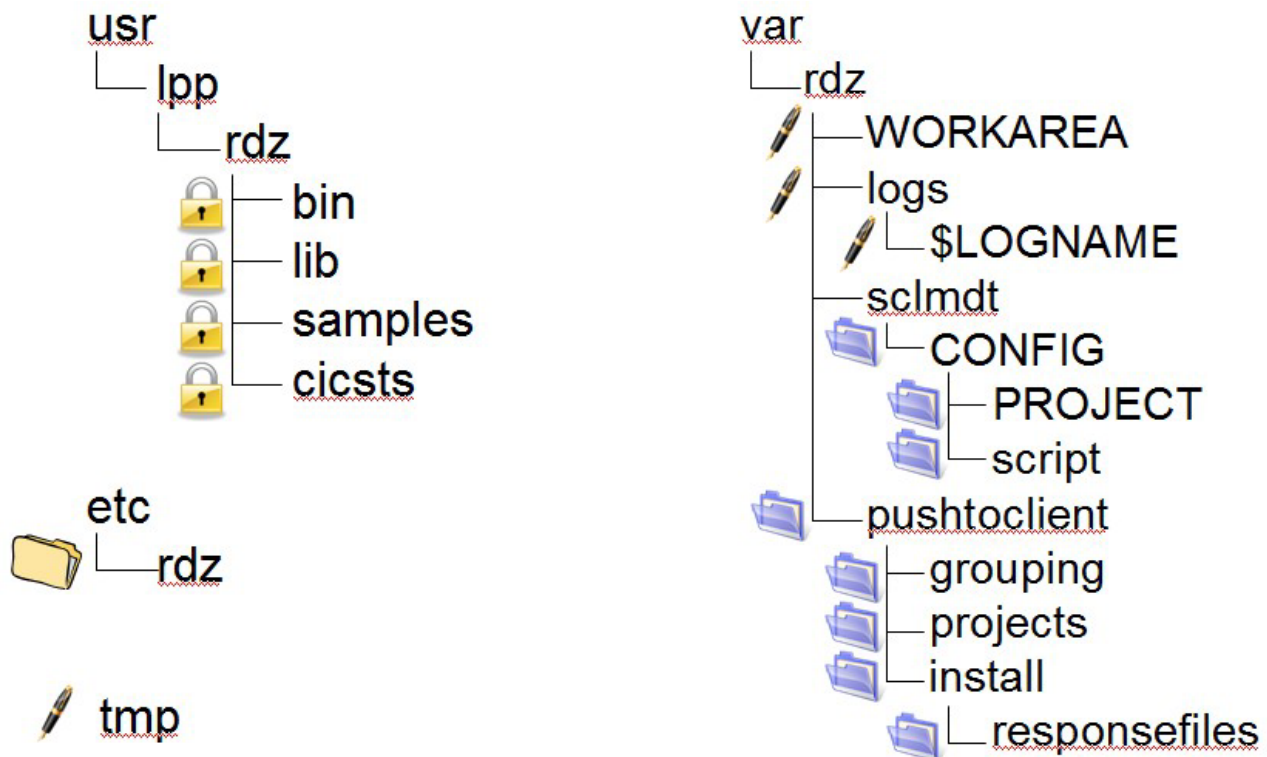 usr
lpp
rdz
bin
lib
samples
cicsts
etc
rdz
tmp
var
rdz
WORKAREA
logs
$LOGNAME
sclmdt
CONFIG
PROJECT
script
pushtoclient
grouping
projects
install
responsefiles